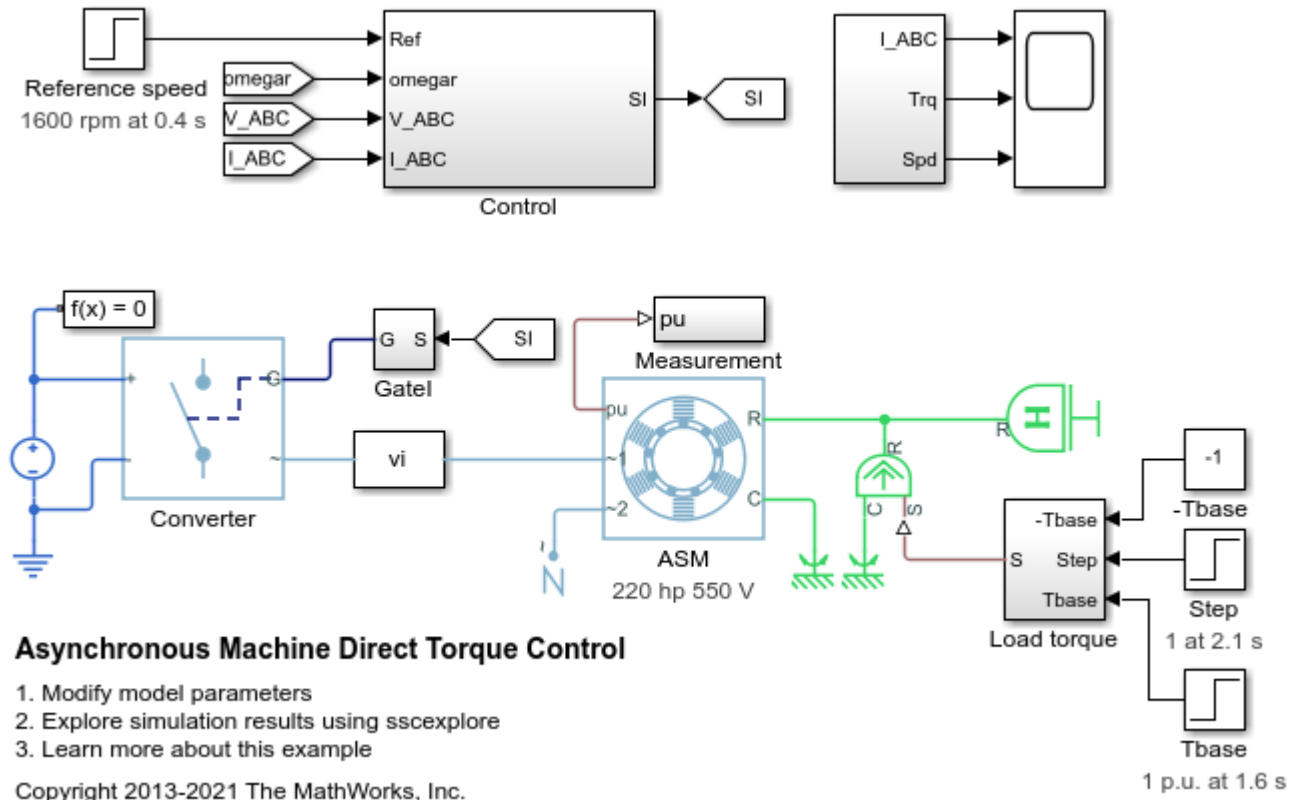 Ref
omegar
V_ABC
I_ABC
SI
Control
Reference speed
1600 rpm at 0.4 s
omegar
V_ABC
I_ABC
SI
I_ABC
Trq
Spd
f(x) = 0
+
-
G
~
Converter
G S
GateI
SI
vi
pu
Measurement
pu
~1
~2
R
C
ASM
220 hp 550 V
~
N
+
-
R
C
S
H
R
-Tbase
Step
Tbase
S
Load torque
-1
-Tbase
Step
1 at 2.1 s
Tbase
1 p.u. at 1.6 s
Asynchronous Machine Direct Torque Control
1. Modify model parameters
2. Explore simulation results using sscexplore
3. Learn more about this example
Copyright 2013-2021 The MathWorks, Inc.